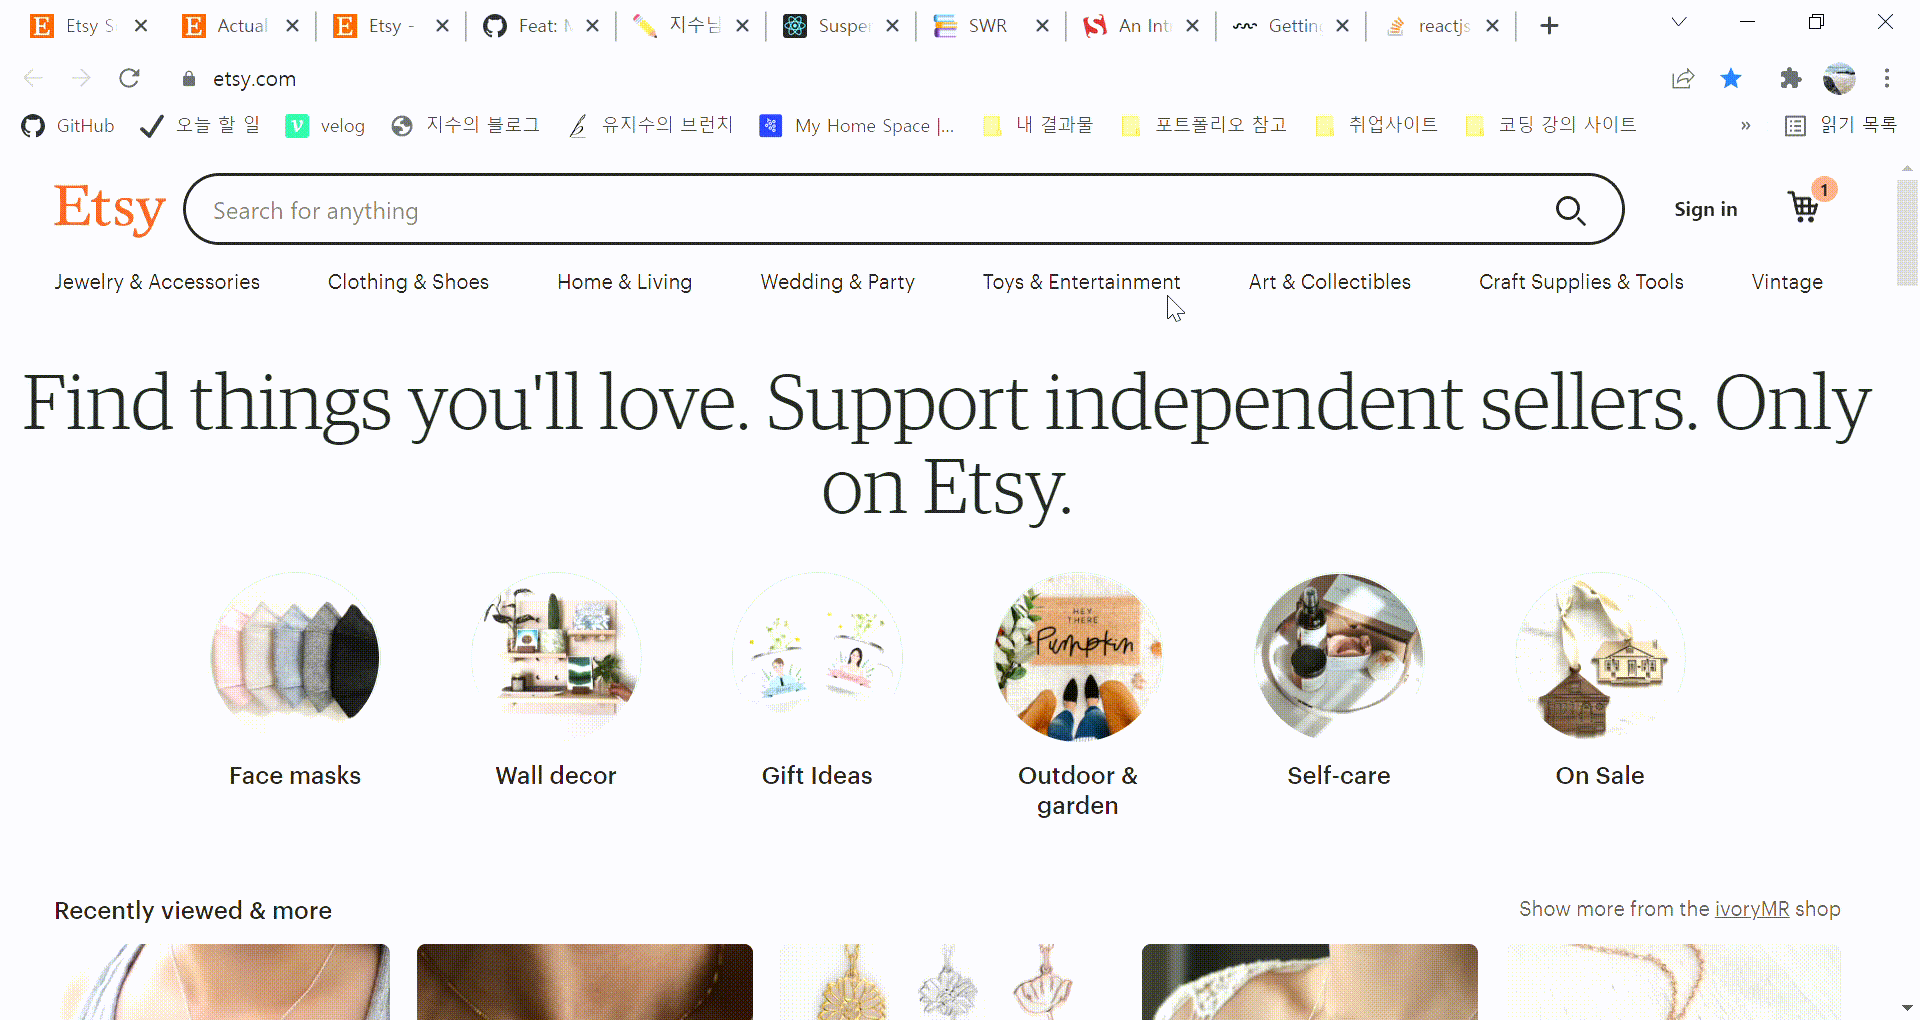 Etsy S
Actual
Etsy -
Feat: M
지수님
Suspen
SWR
An Intr
Getting
reactjs
etsy.com
GitHub
오늘 할 일
velog
지수의 블로그
유지수의 브런치
My Home Space |...
내 결과물
포트폴리오 참고
취업사이트
코딩 강의 사이트
»
읽기 목록
Etsy
Search for anything
Sign in
1
Jewelry & Accessories
Clothing & Shoes
Home & Living
Wedding & Party
Toys & Entertainment
Art & Collectibles
Craft Supplies & Tools
Vintage
Find things you'll love. Support independent sellers. Only
on Etsy.
HEY
THERE
Pumpkin
Face masks
Wall decor
Gift Ideas
Outdoor &
garden
Self-care
On Sale
Recently viewed & more
Show more from the ivoryMR shop